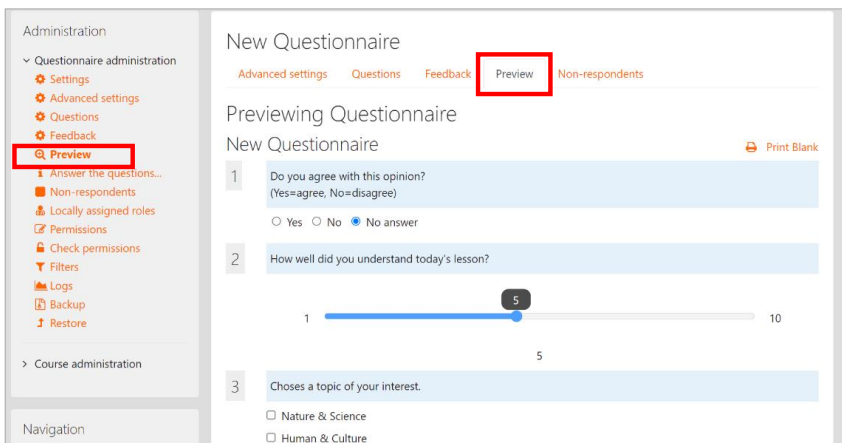 Administration
Questionnaire administration
Settings
Advanced settings
Questions
Feedback
Preview
Answer the questions...
Non-respondents
Locally assigned roles
Permissions
Check permissions
Filters
Logs
Backup
Restore
Course administration
Navigation
New Questionnaire
Advanced settings Questions Feedback Preview Non-respondents
Previewing Questionnaire
New Questionnaire
Print Blank
1 Do you agree with this opinion?
(Yes=agree, No=disagree)
Yes No No answer
2 How well did you understand today's lesson?
5
1 10
5
3 Choses a topic of your interest.
Nature & Science
Human & Culture